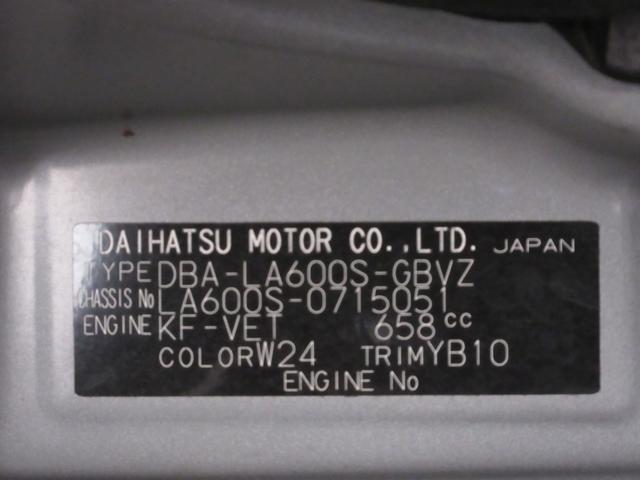 DAIHATSU MOTOR CO.,LTD. JAPAN
TYPE DBA-LA600S-GBVZ
CHASSIS No LA600S-0715051
ENGINE KF-VET 658cc
COLOR W24 TRIM YB10
ENGINE No